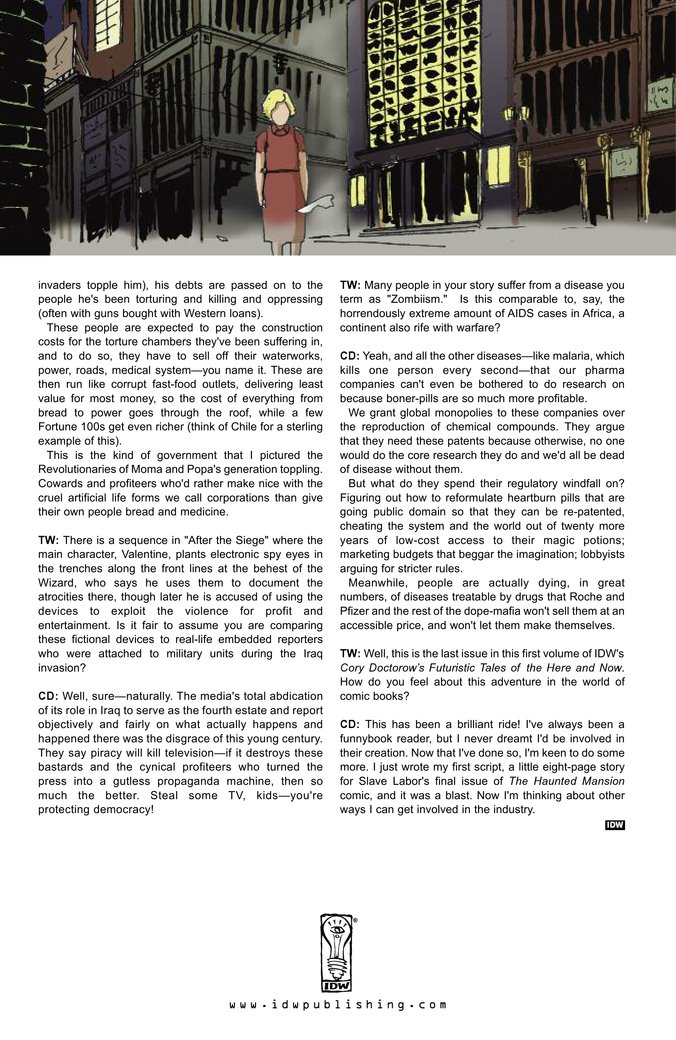 invaders topple him), his debts are passed on to the
people he's been torturing and killing and oppressing
(often with guns bought with Western loans).
These people are expected to pay the construction
costs for the torture chambers they've been suffering in,
and to do so, they have to sell off their waterworks,
power, roads, medical system—you name it. These are
then run like corrupt fast-food outlets, delivering least
value for most money, so the cost of everything from
bread to power goes through the roof, while a few
Fortune 100s get even richer (think of Chile for a sterling
example of this).
This is the kind of government that I pictured the
Revolutionaries of Moma and Popa's generation toppling.
Cowards and profiteers who'd rather make nice with the
cruel artificial life forms we call corporations than give
their own people bread and medicine.
TW: There is a sequence in "After the Siege" where the
main character, Valentine, plants electronic spy eyes in
the trenches along the front lines at the behest of the
Wizard, who says he uses them to document the
atrocities there, though later he is accused of using the
devices to exploit the violence for profit and
entertainment. Is it fair to assume you are comparing
these fictional devices to real-life embedded reporters
who were attached to military units during the Iraq
invasion?
CD: Well, sure—naturally. The media's total abdication
of its role in Iraq to serve as the fourth estate and report
objectively and fairly on what actually happens and
happened there was the disgrace of this young century.
They say piracy will kill television—if it destroys these
bastards and the cynical profiteers who turned the
press into a gutless propaganda machine, then so
much the better. Steal some TV, kids—you're
protecting democracy!
TW: Many people in your story suffer from a disease you
term as "Zombiism." Is this comparable to, say, the
horrendously extreme amount of AIDS cases in Africa, a
continent also rife with warfare?
CD: Yeah, and all the other diseases—like malaria, which
kills one person every second—that our pharma
companies can't even be bothered to do research on
because boner-pills are so much more profitable.
We grant global monopolies to these companies over
the reproduction of chemical compounds. They argue
that they need these patents because otherwise, no one
would do the core research they do and we'd all be dead
of disease without them.
But what do they spend their regulatory windfall on?
Figuring out how to reformulate heartburn pills that are
going public domain so that they can be re-patented,
cheating the system and the world out of twenty more
years of low-cost access to their magic potions;
marketing budgets that beggar the imagination; lobbyists
arguing for stricter rules.
Meanwhile, people are actually dying, in great
numbers, of diseases treatable by drugs that Roche and
Pfizer and the rest of the dope-mafia won't sell them at an
accessible price, and won't let them make themselves.
TW: Well, this is the last issue in this first volume of IDW's
Cory Doctorow's Futuristic Tales of the Here and Now.
How do you feel about this adventure in the world of
comic books?
CD: This has been a brilliant ride! I've always been a
funnybook reader, but I never dreamt I'd be involved in
their creation. Now that I've done so, I'm keen to do some
more. I just wrote my first script, a little eight-page story
for Slave Labor's final issue of The Haunted Mansion
comic, and it was a blast. Now I'm thinking about other
ways I can get involved in the industry.
IDW
®
IDW
www.idwpublishing.com